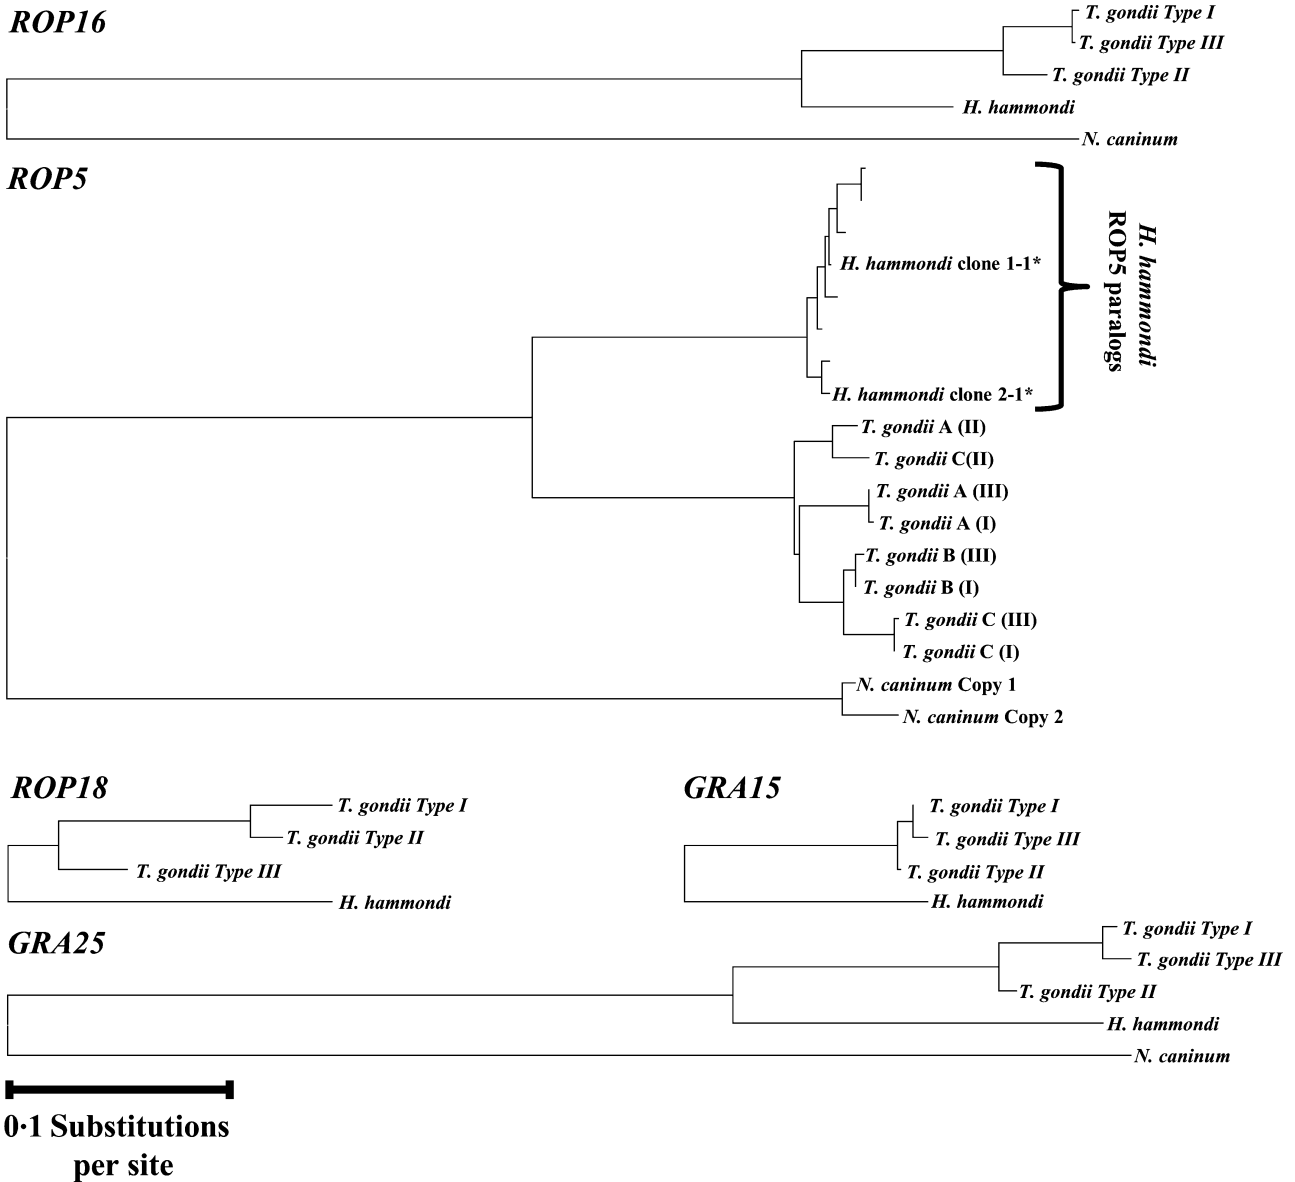 ROP16
T. gondii Type I
T. gondii Type III
T. gondii Type II
H. hammondi
N. caninum
ROP5
H. hammondi clone 1-1*
H. hammondi
ROP5 paralogs
H. hammondi clone 2-1*
T. gondii A (II)
T. gondii C(II)
T. gondii A (III)
T. gondii A (I)
T. gondii B (III)
T. gondii B (I)
T. gondii C (III)
T. gondii C (I)
N. caninum Copy 1
N. caninum Copy 2
ROP18
T. gondii Type I
T. gondii Type II
T. gondii Type III
H. hammondi
GRA15
T. gondii Type I
T. gondii Type III
T. gondii Type II
H. hammondi
GRA25
T. gondii Type I
T. gondii Type III
T. gondii Type II
H. hammondi
N. caninum
0·1 Substitutions
per site